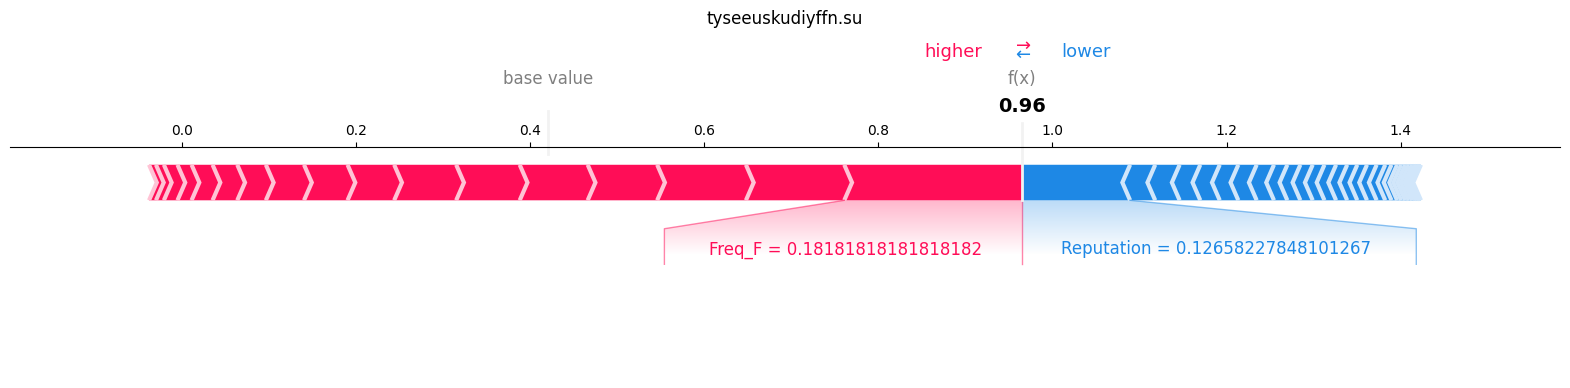 tyseeuskudiyffn.su
higher ⇄ lower
base value f(x)
0.96
0.0 0.2 0.4 0.6 0.8 1.0 1.2 1.4
Freq_F = 0.18181818181818182 Reputation = 0.12658227848101267